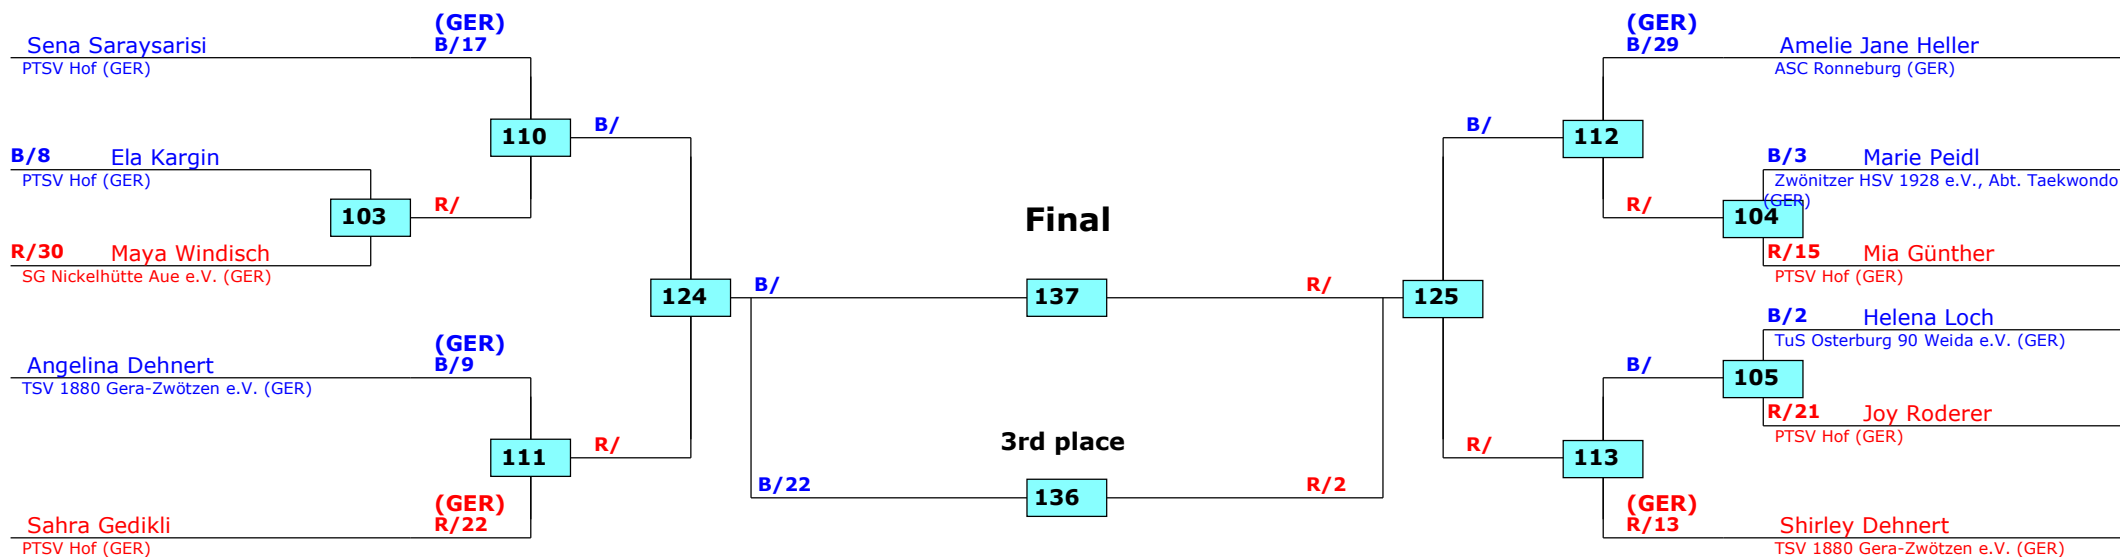 (GER)
Sena Saraysarisi B/17
PTSV Hof (GER)
110
B/
B/8 Ela Kargin
PTSV Hof (GER)
103
R/
R/30 Maya Windisch
SG Nickelhütte Aue e.V. (GER)
124
B/
(GER)
Angelina Dehnert B/9
TSV 1880 Gera-Zwötzen e.V. (GER)
111
R/
(GER)
Sahra Gedikli R/22
PTSV Hof (GER)
Final
137
R/
3rd place
B/22
136
R/2
(GER)
B/29 Amelie Jane Heller
ASC Ronneburg (GER)
B/
112
B/3 Marie Peidl
Zwönitzer HSV 1928 e.V., Abt. Taekwondo
(GER)
R/
104
R/15 Mia Günther
PTSV Hof (GER)
125
B/2 Helena Loch
TuS Osterburg 90 Weida e.V. (GER)
B/
105
R/21 Joy Roderer
PTSV Hof (GER)
R/
113
(GER)
R/13 Shirley Dehnert
TSV 1880 Gera-Zwötzen e.V. (GER)